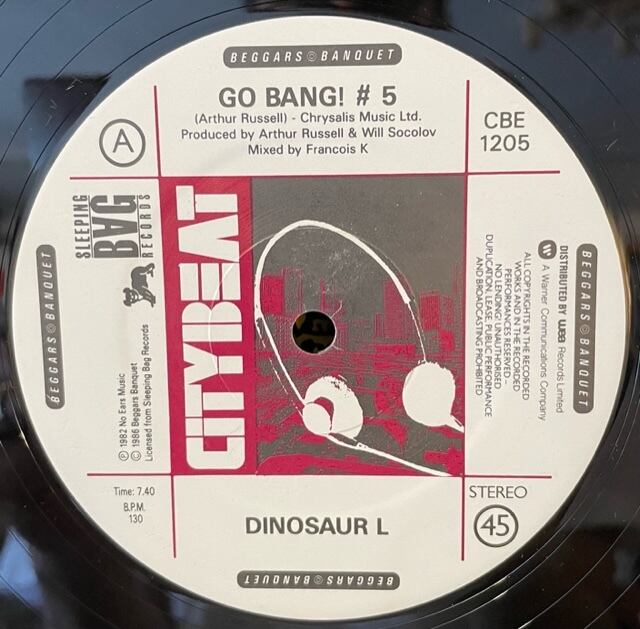 BEGGARS BANQUET
GO BANG! # 5
(Arthur Russell) - Chrysalis Music Ltd.
Produced by Arthur Russell & Will Socolov
Mixed by Francois K
A
CBE
1205
SLEEPING
BAG
RECORDS
CITYBEAT
BEGGARS BANQUET
℗ 1982 No Ears Music
© 1986 Beggars Banquet
Licensed from Sleeping Bag Records
BEGGARS BANQUET
DISTRIBUTED BY wea Records Limited
A Warner Communications Company
ALL COPYRIGHTS IN THE RECORDED
WORKS AND IN THE RECORDED
PERFORMANCES RESERVED
NO LENDING UNAUTHORISED
DUPLICATION, LEASE, PUBLIC PERFORMANCE
AND BROADCASTING PROHIBITED
Time: 7.40
B.P.M.
130
DINOSAUR L
STEREO
45
BEGGARS BANQUET